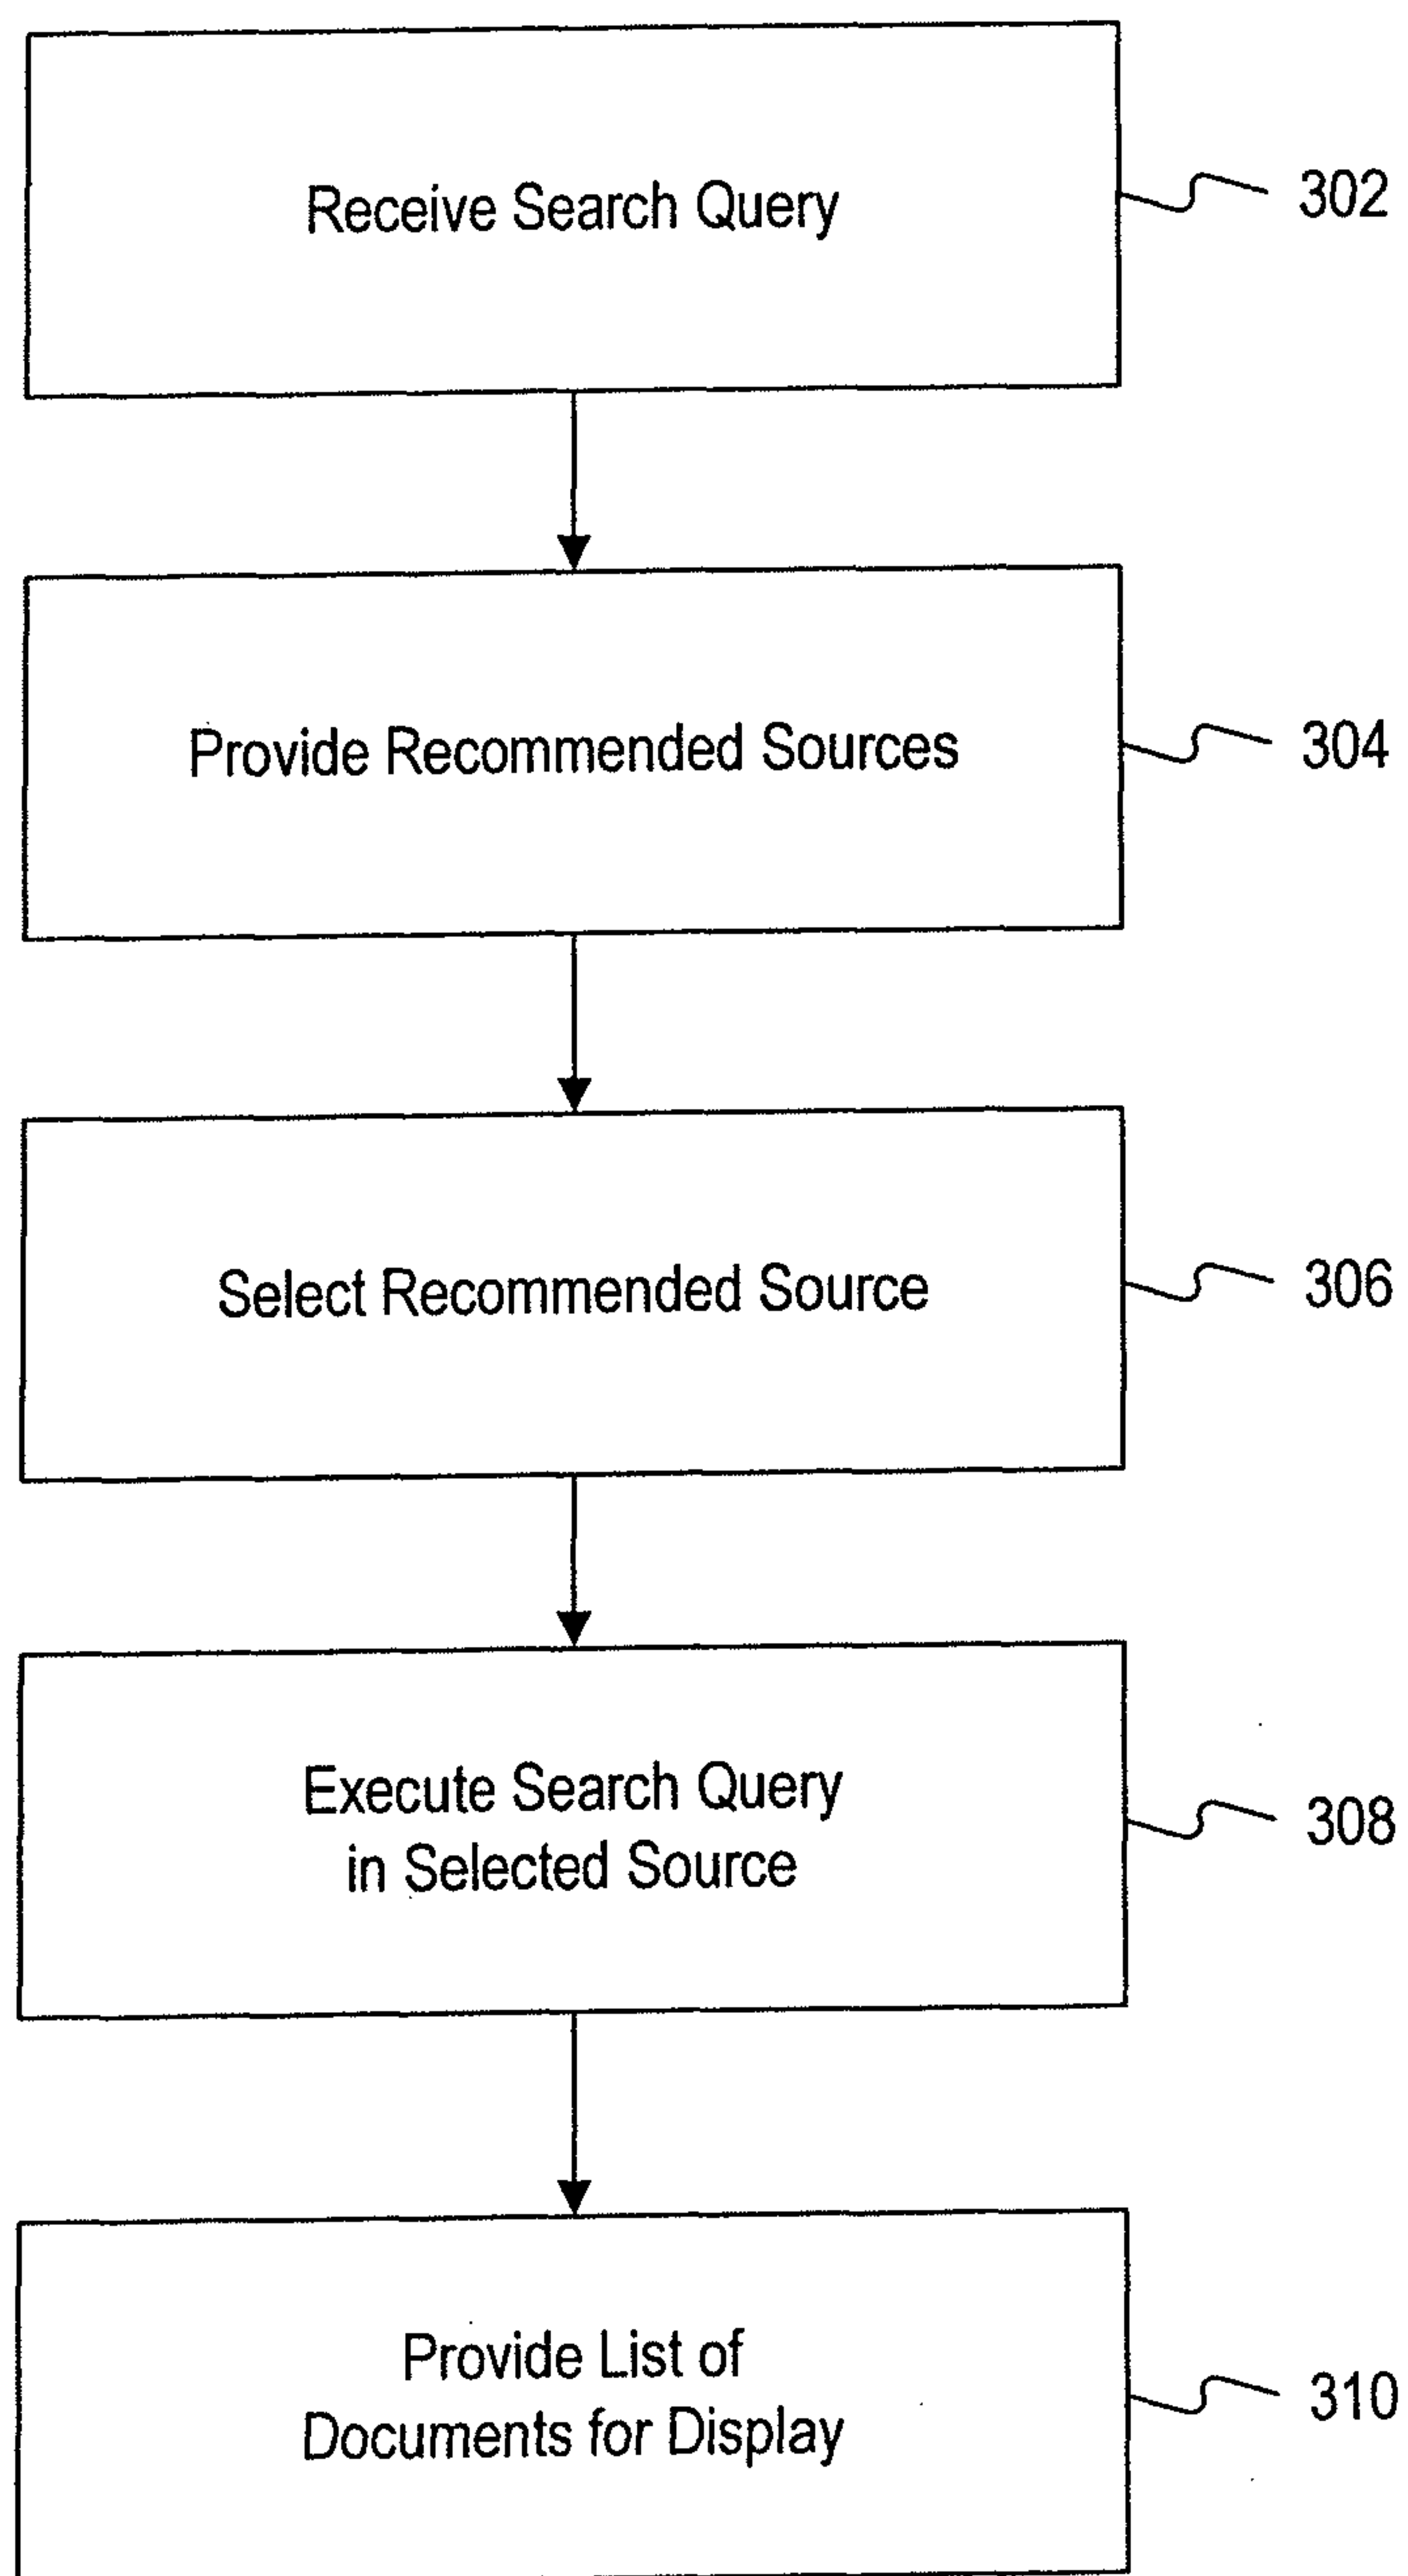 Receive Search Query
302
Provide Recommended Sources
304
Select Recommended Source
306
Execute Search Query
in Selected Source
308
Provide List of
Documents for Display
310